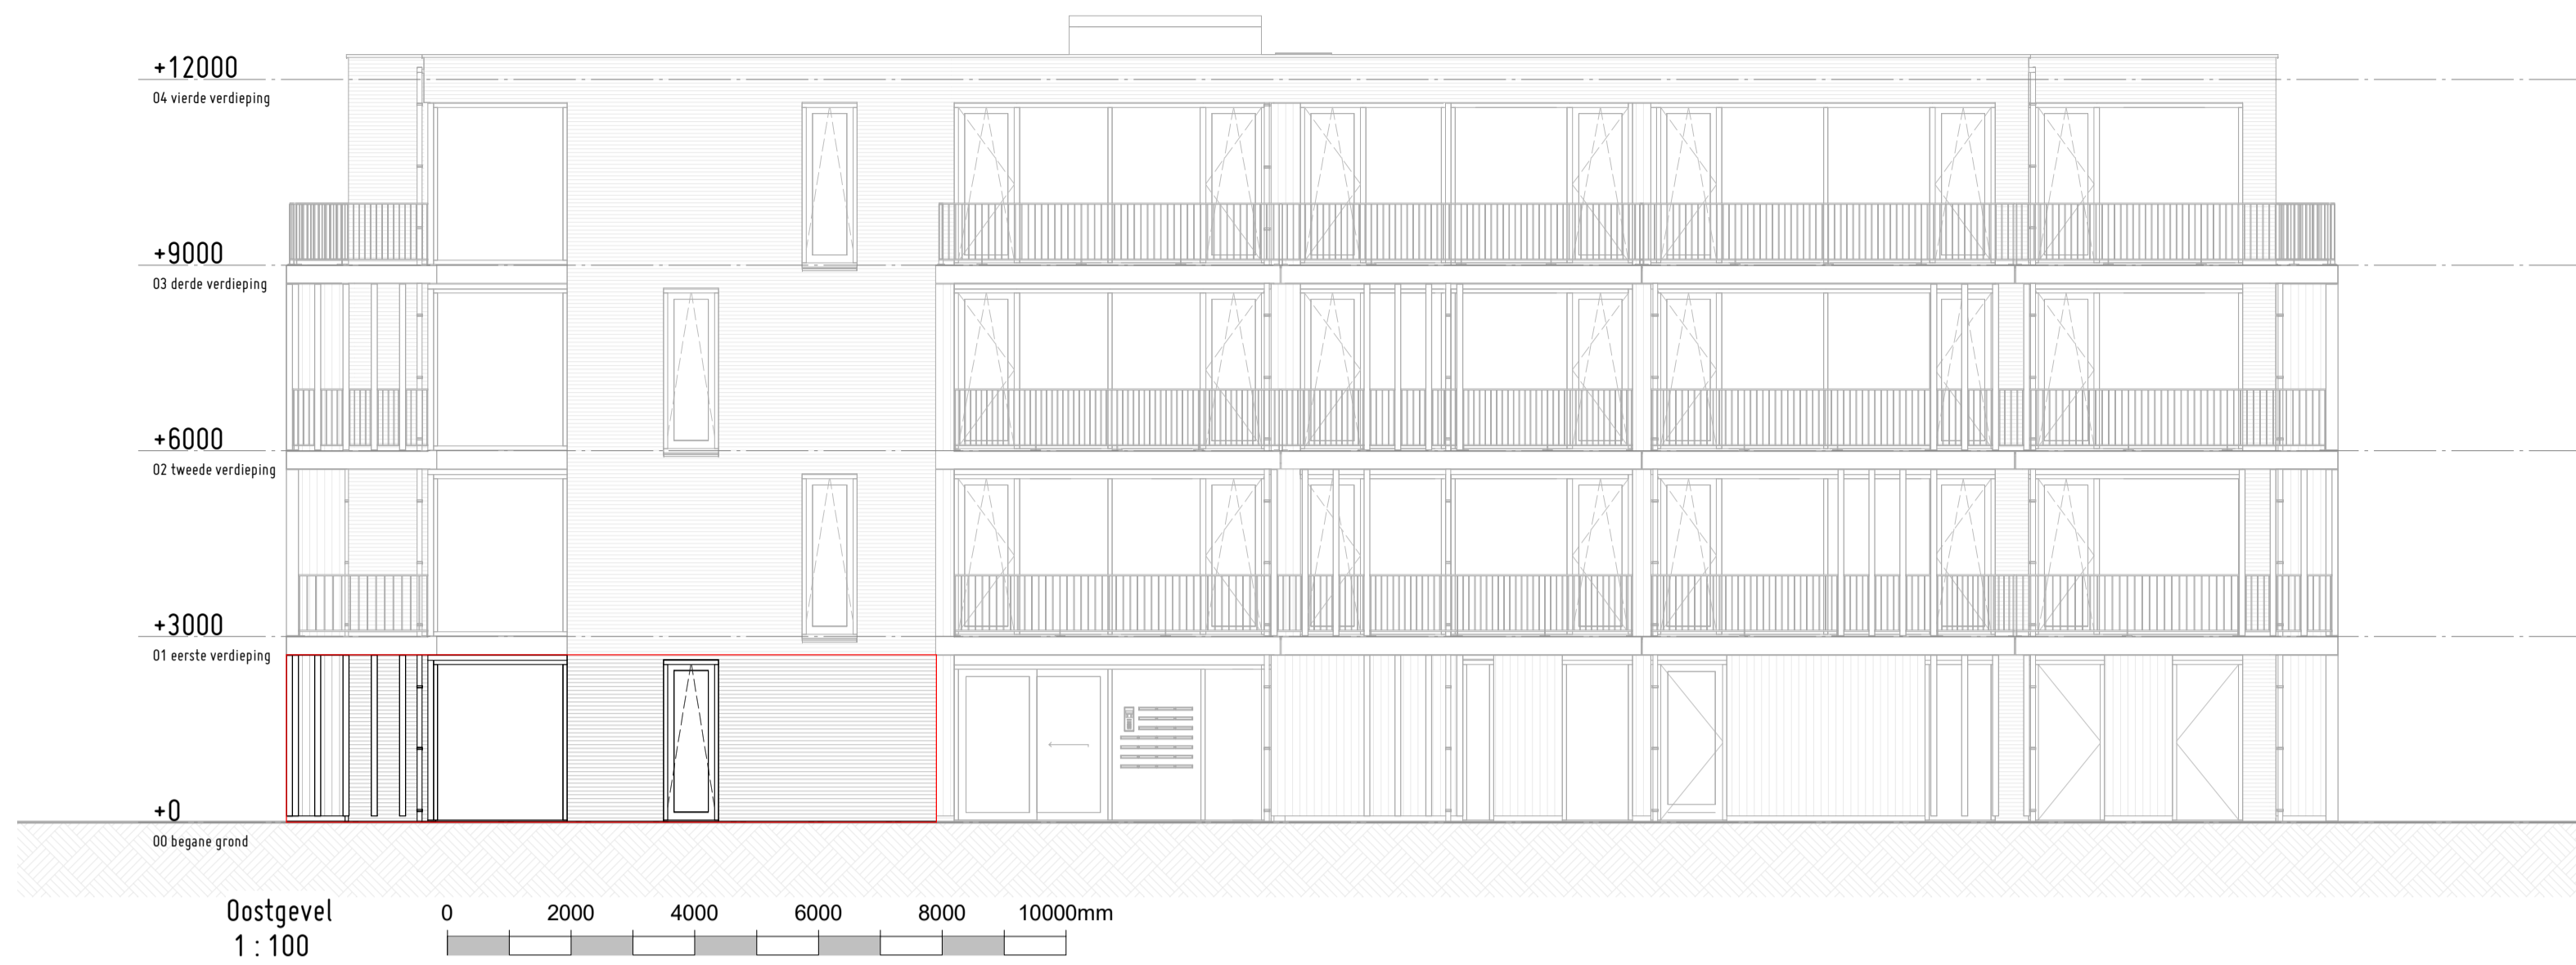 +12000
04 vierde verdieping
+9000
03 derde verdieping
+6000
02 tweede verdieping
+3000
01 eerste verdieping
+0
00 begane grond
Oostgevel
1 : 100
0 2000 4000 6000 8000 10000mm